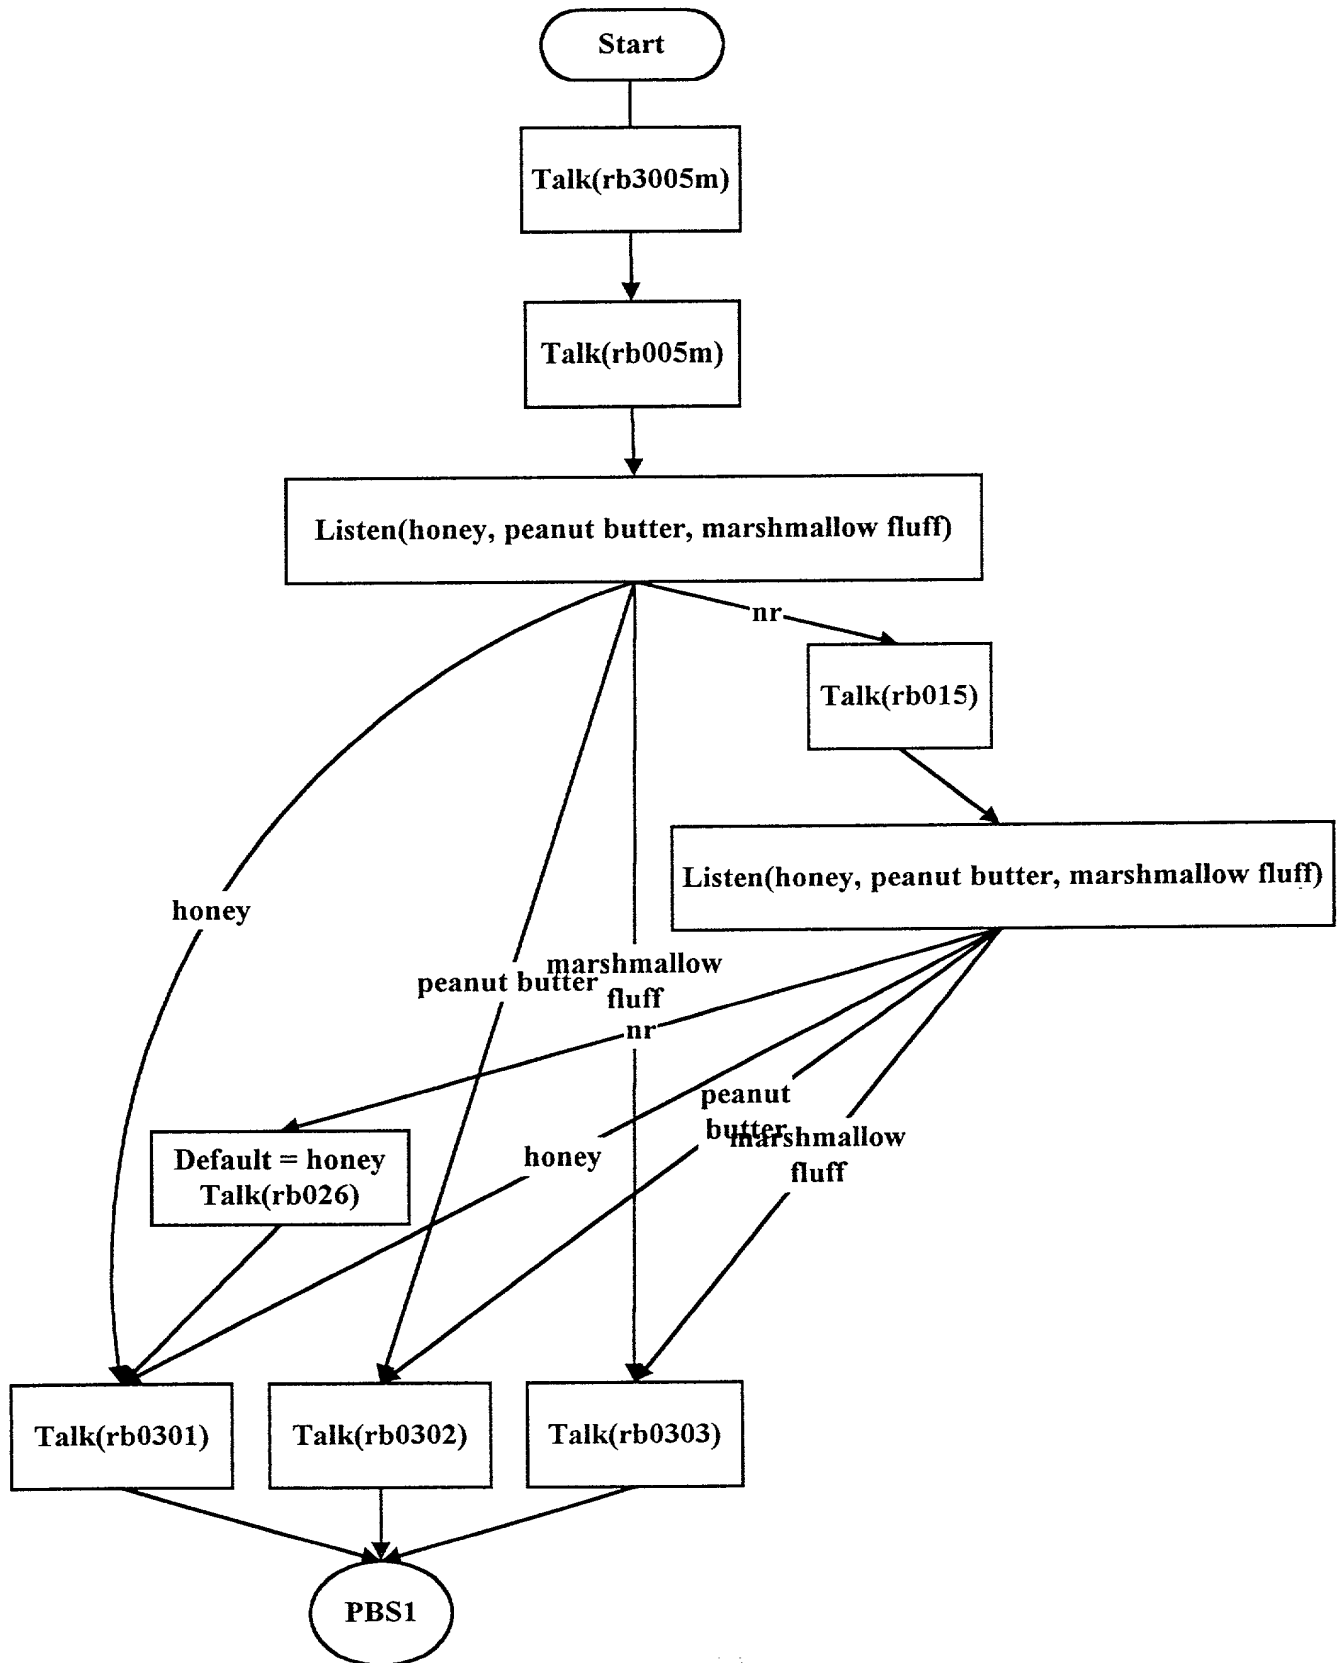 Start
Talk(rb3005m)
Talk(rb005m)
Listen(honey, peanut butter, marshmallow fluff)
nr
Talk(rb015)
Listen(honey, peanut butter, marshmallow fluff)
honey
peanut butter
marshmallow
fluff
nr
peanut
butter
marshmallow
fluff
honey
Default = honey
Talk(rb026)
Talk(rb0301)
Talk(rb0302)
Talk(rb0303)
PBS1